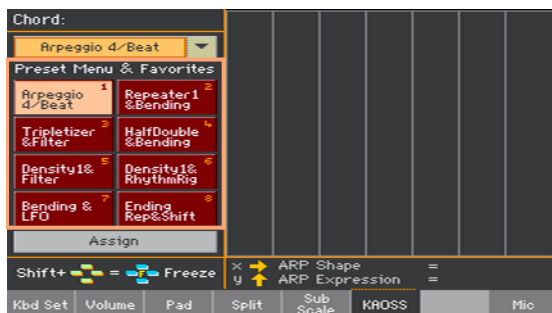 Chord:
Arpeggio 4/Beat
Preset Menu & Favorites
Arpeggio 4/Beat 1
Repeater1 &Bending 2
Tripletizer &Filter 3
HalfDouble &Bending 4
Density1& Filter 5
Density1& RhythmRig 6
Bending & LFO 7
Ending Rep&Shift 8
Assign
Shift+ = F Freeze
x ARP Shape =
y ARP Expression =
Kbd Set Volume Pad Split Sub Scale KAOSS Mic